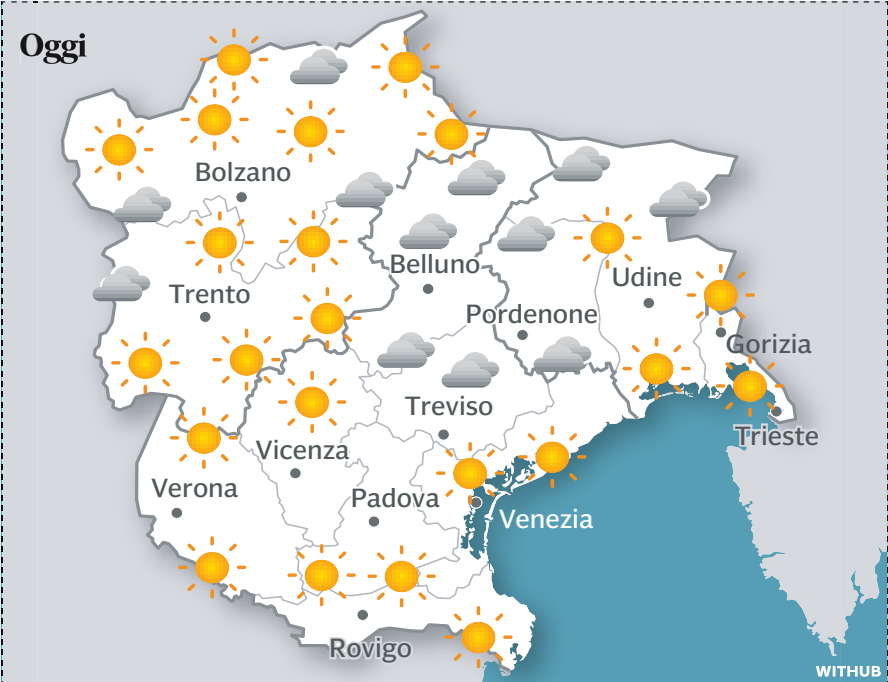 Oggi
Bolzano
Belluno
Udine
Trento
Pordenone
Gorizia
Treviso
Trieste
Vicenza
Verona
Padova
Venezia
Rovigo
WITHUB